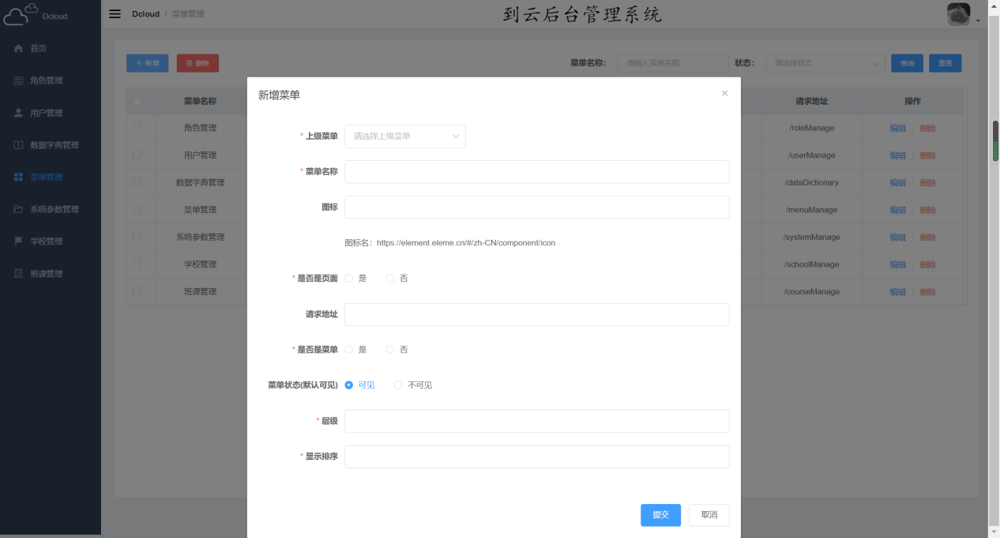 Dcloud
Dcloud / 菜单管理
到云后台管理系统
首页
角色管理
用户管理
数据字典管理
菜单管理
系统参数管理
学校管理
班课管理
+ 新增 删除 菜单名称: 请输入菜单名称 状态: 请选择状态 查询 重置
菜单名称 请求地址 操作
角色管理 /roleManage 编辑 删除
用户管理 /userManage 编辑 删除
数据字典管理 /dataDictionary 编辑 删除
菜单管理 /menuManage 编辑 删除
系统参数管理 /systemManage 编辑 删除
学校管理 /schoolManage 编辑 删除
班课管理 /courseManage 编辑 删除
新增菜单
* 上级菜单 请选择上级菜单
* 菜单名称
图标
图标名：https://element.eleme.cn/#/zh-CN/component/icon
* 是否是页面 是 否
请求地址
* 是否是菜单 是 否
菜单状态(默认可见) 可见 不可见
* 层级
* 显示排序
提交 取消